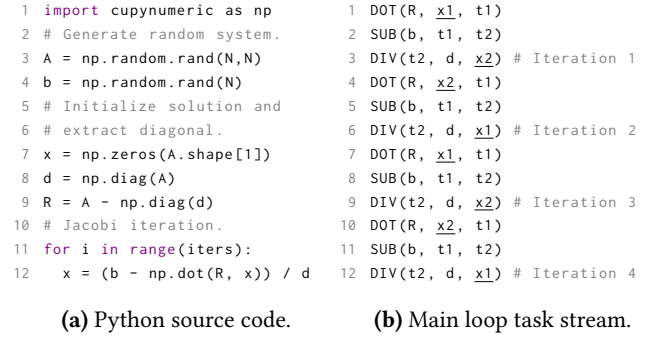 1 import cupynumeric as np
2 # Generate random system.
3 A = np.random.rand(N,N)
4 b = np.random.rand(N)
5 # Initialize solution and
6 # extract diagonal.
7 x = np.zeros(A.shape[1])
8 d = np.diag(A)
9 R = A - np.diag(d)
10 # Jacobi iteration.
11 for i in range(iters):
12   x = (b - np.dot(R, x)) / d
(a) Python source code.
1 DOT(R, x1, t1)
2 SUB(b, t1, t2)
3 DIV(t2, d, x2) # Iteration 1
4 DOT(R, x2, t1)
5 SUB(b, t1, t2)
6 DIV(t2, d, x1) # Iteration 2
7 DOT(R, x1, t1)
8 SUB(b, t1, t2)
9 DIV(t2, d, x2) # Iteration 3
10 DOT(R, x2, t1)
11 SUB(b, t1, t2)
12 DIV(t2, d, x1) # Iteration 4
(b) Main loop task stream.